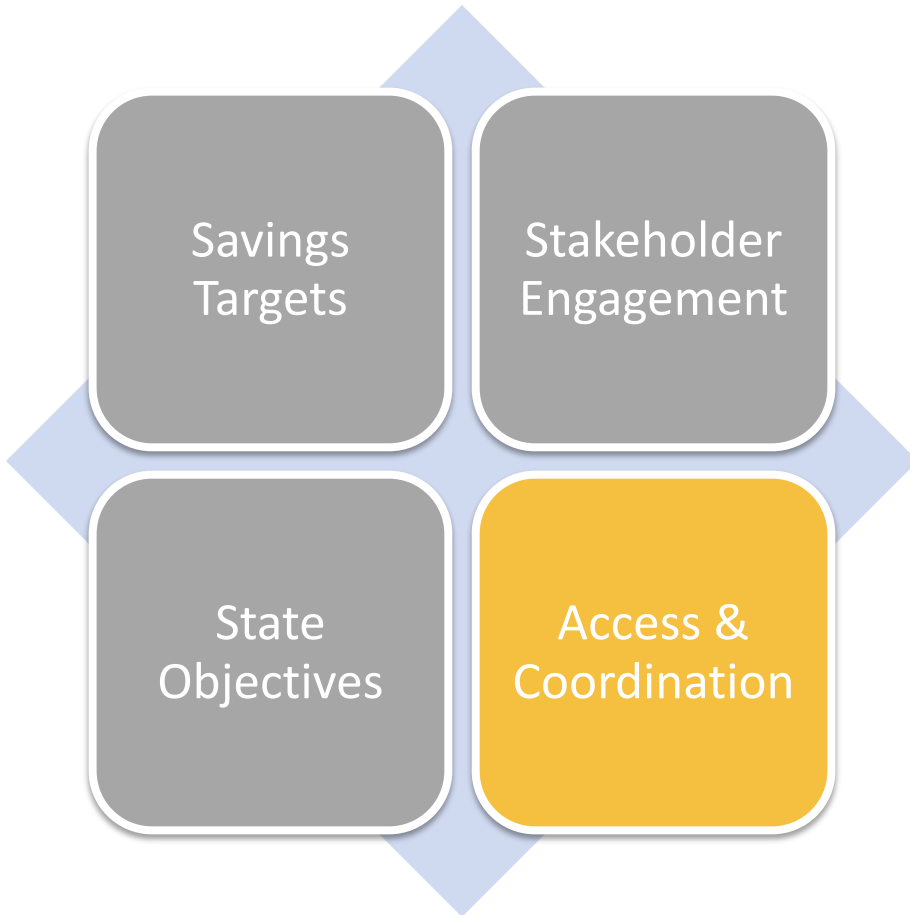 Savings
Targets
Stakeholder
Engagement
State
Objectives
Access &
Coordination